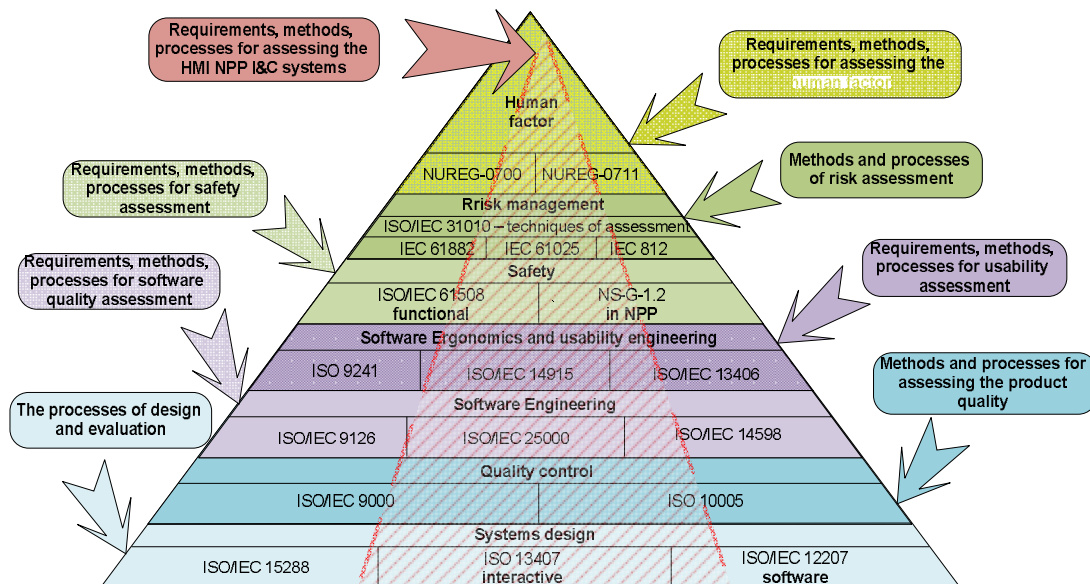 Requirements, methods,
processes for assessing the
HMI NPP I&C systems
Requirements, methods,
processes for assessing the
human factor
Human
factor
NUREG-0700
NUREG-0711
Requirements, methods,
processes for safety
assessment
Methods and processes
of risk assessment
Rrisk management
ISO/IEC 31010 – techniques of assessment
IEC 61882
IEC 61025
IEC 812
Requirements, methods,
processes for software
quality assessment
Requirements, methods,
processes for usability
assessment
Safety
ISO/IEC 61508
functional
NS-G-1.2
in NPP
Software Ergonomics and usability engineering
ISO 9241
ISO/IEC 14915
ISO/IEC 13406
Methods and processes for
assessing the product
quality
The processes of design
and evaluation
Software Engineering
ISO/IEC 9126
ISO/IEC 25000
ISO/IEC 14598
Quality control
ISO/IEC 9000
ISO 10005
Systems design
ISO/IEC 15288
ISO 13407
interactive
ISO/IEC 12207
software